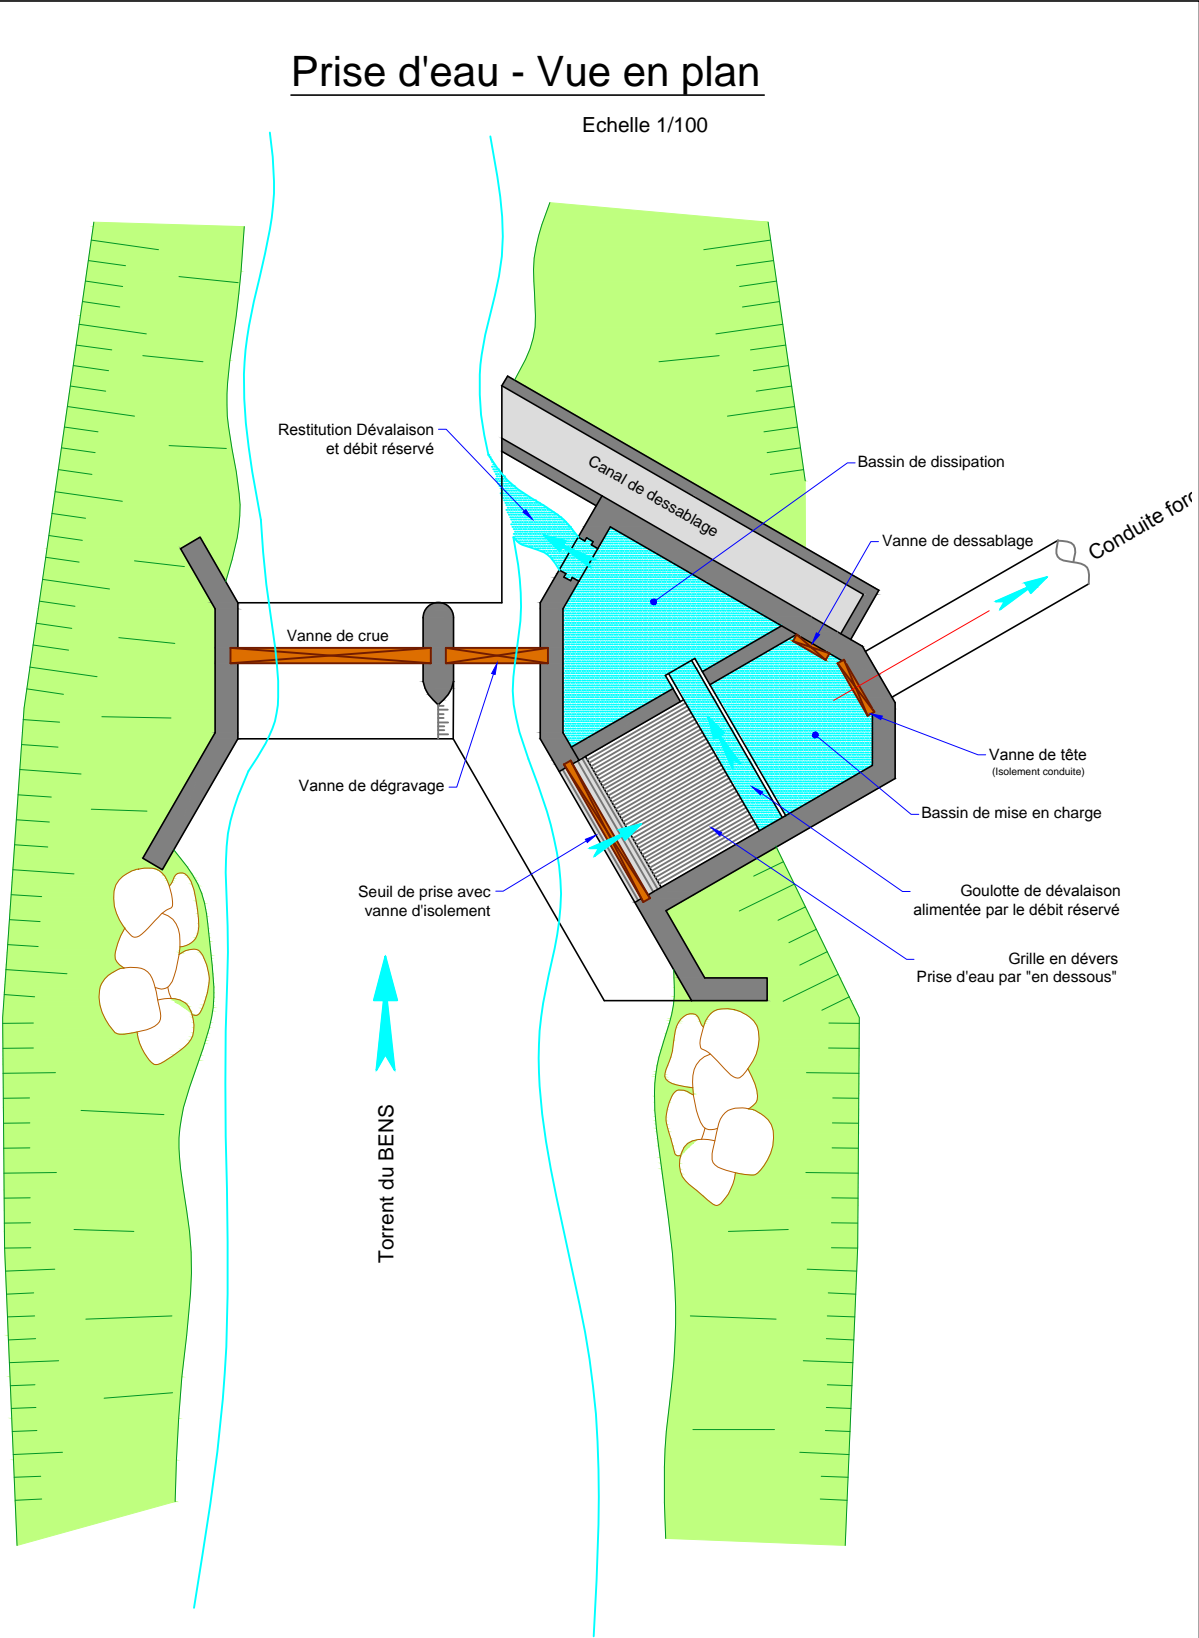 Prise d'eau - Vue en plan
Echelle 1/100
Restitution Dévalaison
et débit réservé
Canal de dessablage
Bassin de dissipation
Vanne de dessablage
Conduite
Vanne de crue
Vanne de tête
(Isolement conduite)
Vanne de dégravage
Bassin de mise en charge
Seuil de prise avec
vanne d'isolement
Goulotte de dévalaison
alimentée par le débit réservé
Grille en dévers
Prise d'eau par "en dessous"
Torrent du BENS